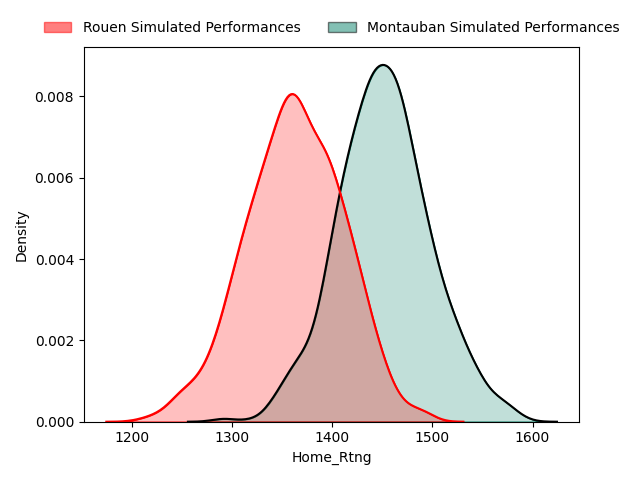 Rouen Simulated Performances
Montauban Simulated Performances
0.008
0.006
0.004
0.002
0.000
Density
1200
1300
1400
1500
1600
Home_Rtng